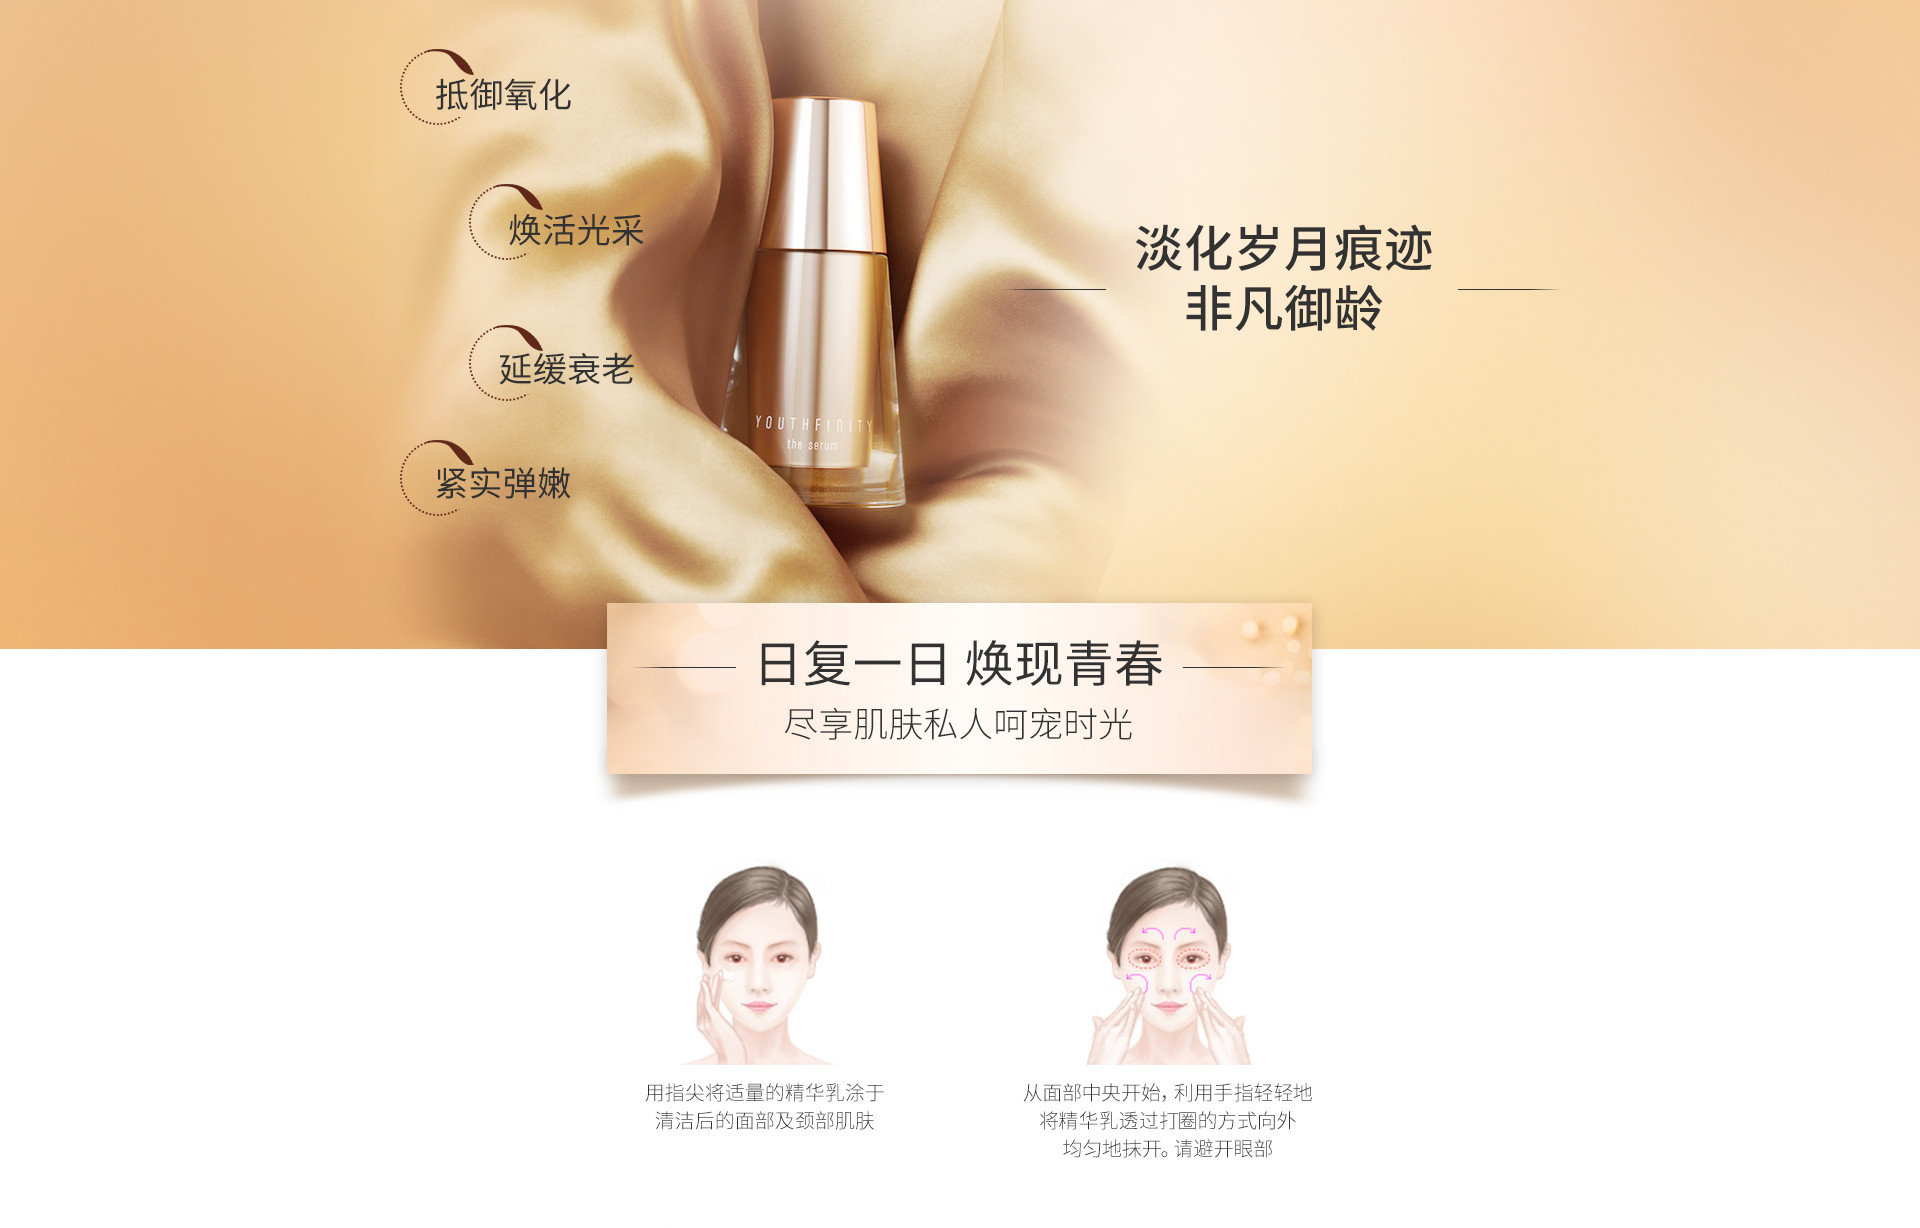 抵御氧化
焕活光采
延缓衰老
紧实弹嫩
YOUTHFINITY
the serum
淡化岁月痕迹
非凡御龄
日复一日 焕现青春
尽享肌肤私人呵宠时光
用指尖将适量的精华乳涂于
清洁后的面部及颈部肌肤
从面部中央开始，利用手指轻轻地
将精华乳透过打圈的方式向外
均匀地抹开。请避开眼部